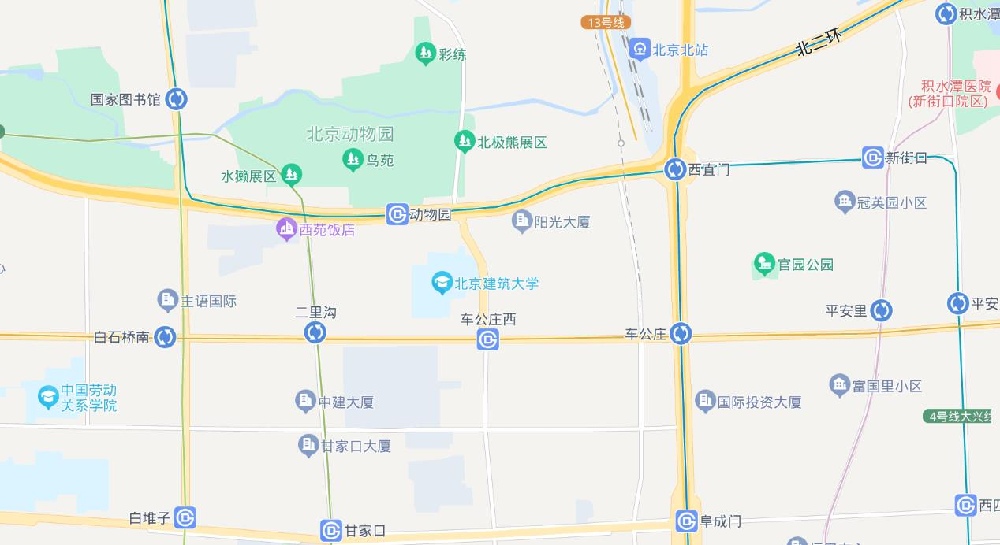 13号线
积水潭
北二环
北京北站
彩练
积水潭医院
(新街口院区)
国家图书馆
北京动物园
北极熊展区
鸟苑
新街口
水獭展区
西直门
冠英园小区
动物园
阳光大厦
西苑饭店
官园公园
北京建筑大学
主语国际
平安里
平安
二里沟
车公庄西
白石桥南
车公庄
中国劳动
关系学院
富国里小区
中建大厦
国际投资大厦
4号线大兴线
甘家口大厦
西四
白堆子
甘家口
阜成门